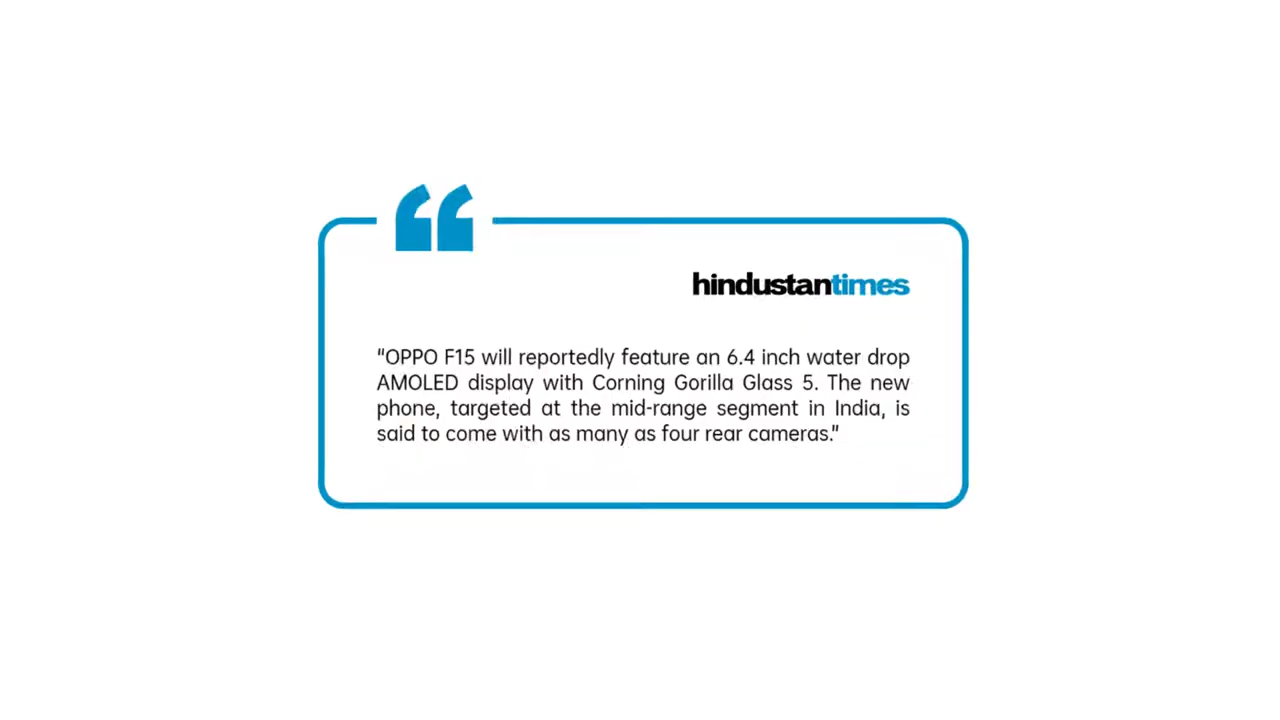 hindustantimes
"OPPO F15 will reportedly feature an 6.4 inch water drop
AMOLED display with Corning Gorilla Glass 5. The new
phone, targeted at the mid-range segment in India, is
said to come with as many as four rear cameras."